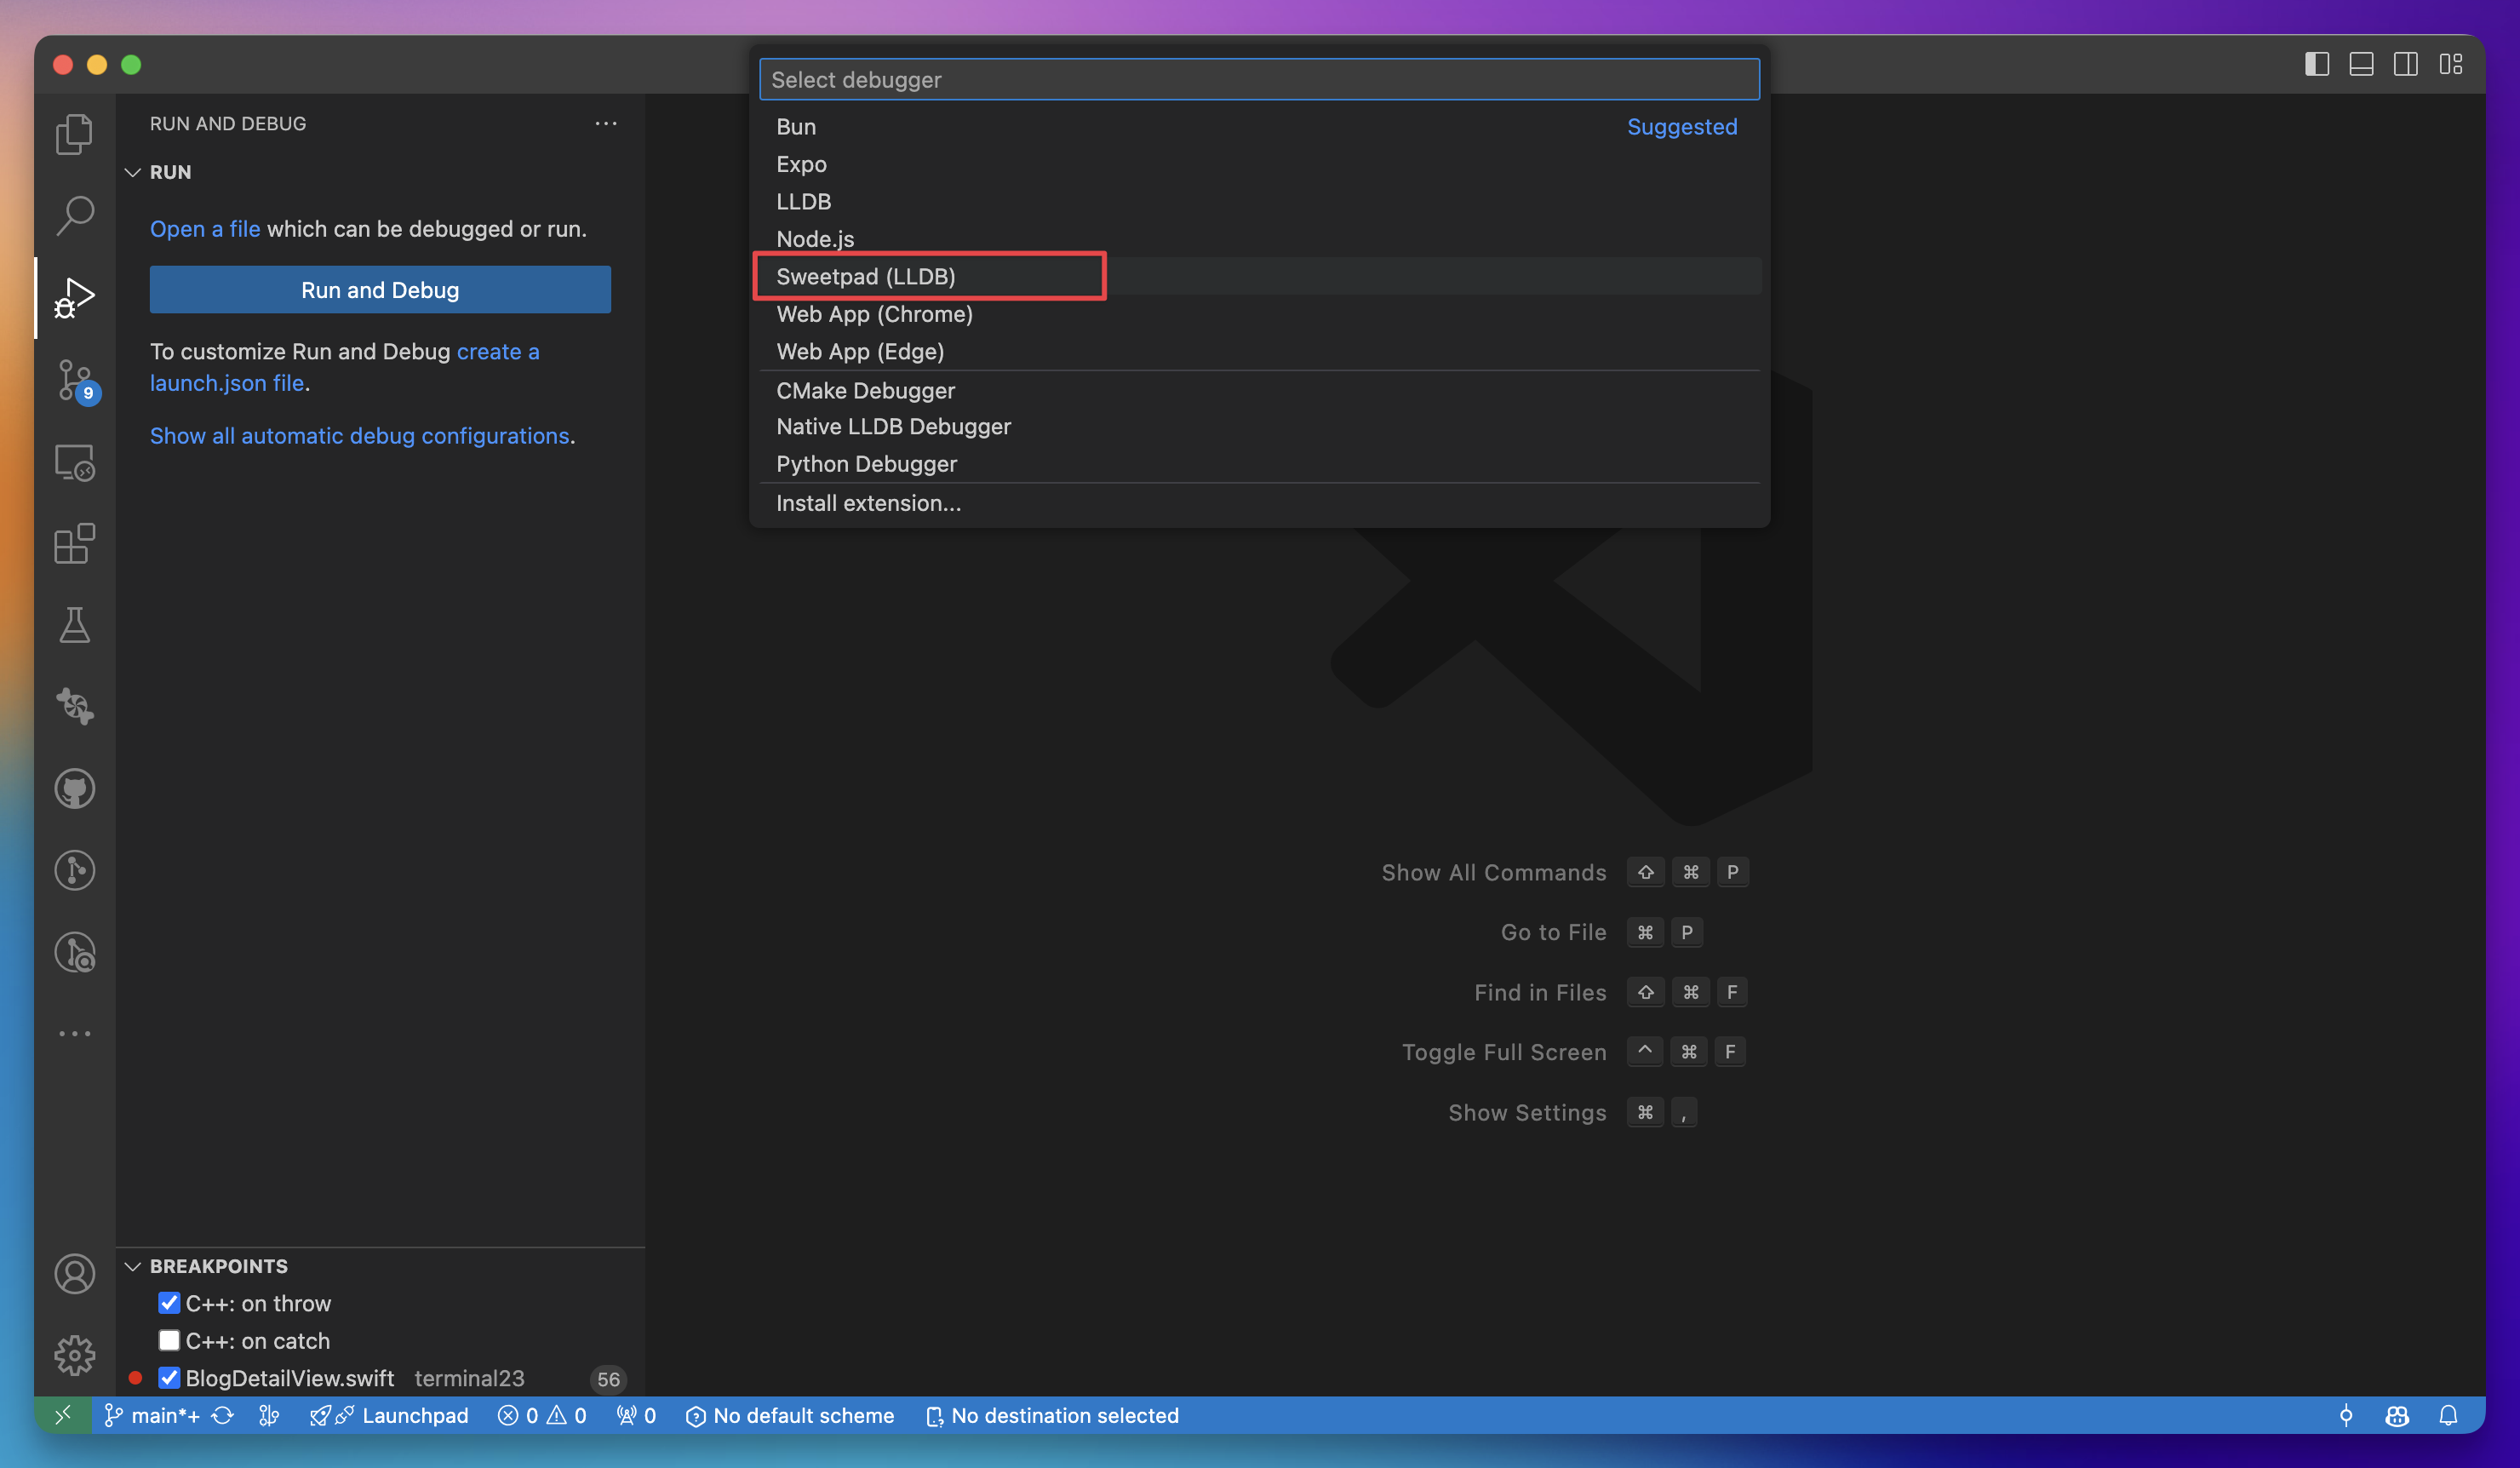 Select debugger
Bun Suggested
Expo
LLDB
Node.js
Sweetpad (LLDB)
Web App (Chrome)
Web App (Edge)
CMake Debugger
Native LLDB Debugger
Python Debugger
Install extension...
RUN AND DEBUG
RUN
Open a file which can be debugged or run.
Run and Debug
To customize Run and Debug create a
launch.json file.
Show all automatic debug configurations.
9
Show All Commands ⇧ ⌘ P
Go to File ⌘ P
Find in Files ⇧ ⌘ F
Toggle Full Screen ^ ⌘ F
Show Settings ⌘ ,
BREAKPOINTS
C++: on throw
C++: on catch
BlogDetailView.swift terminal23 56
main*+ Launchpad 0 0 0 No default scheme No destination selected